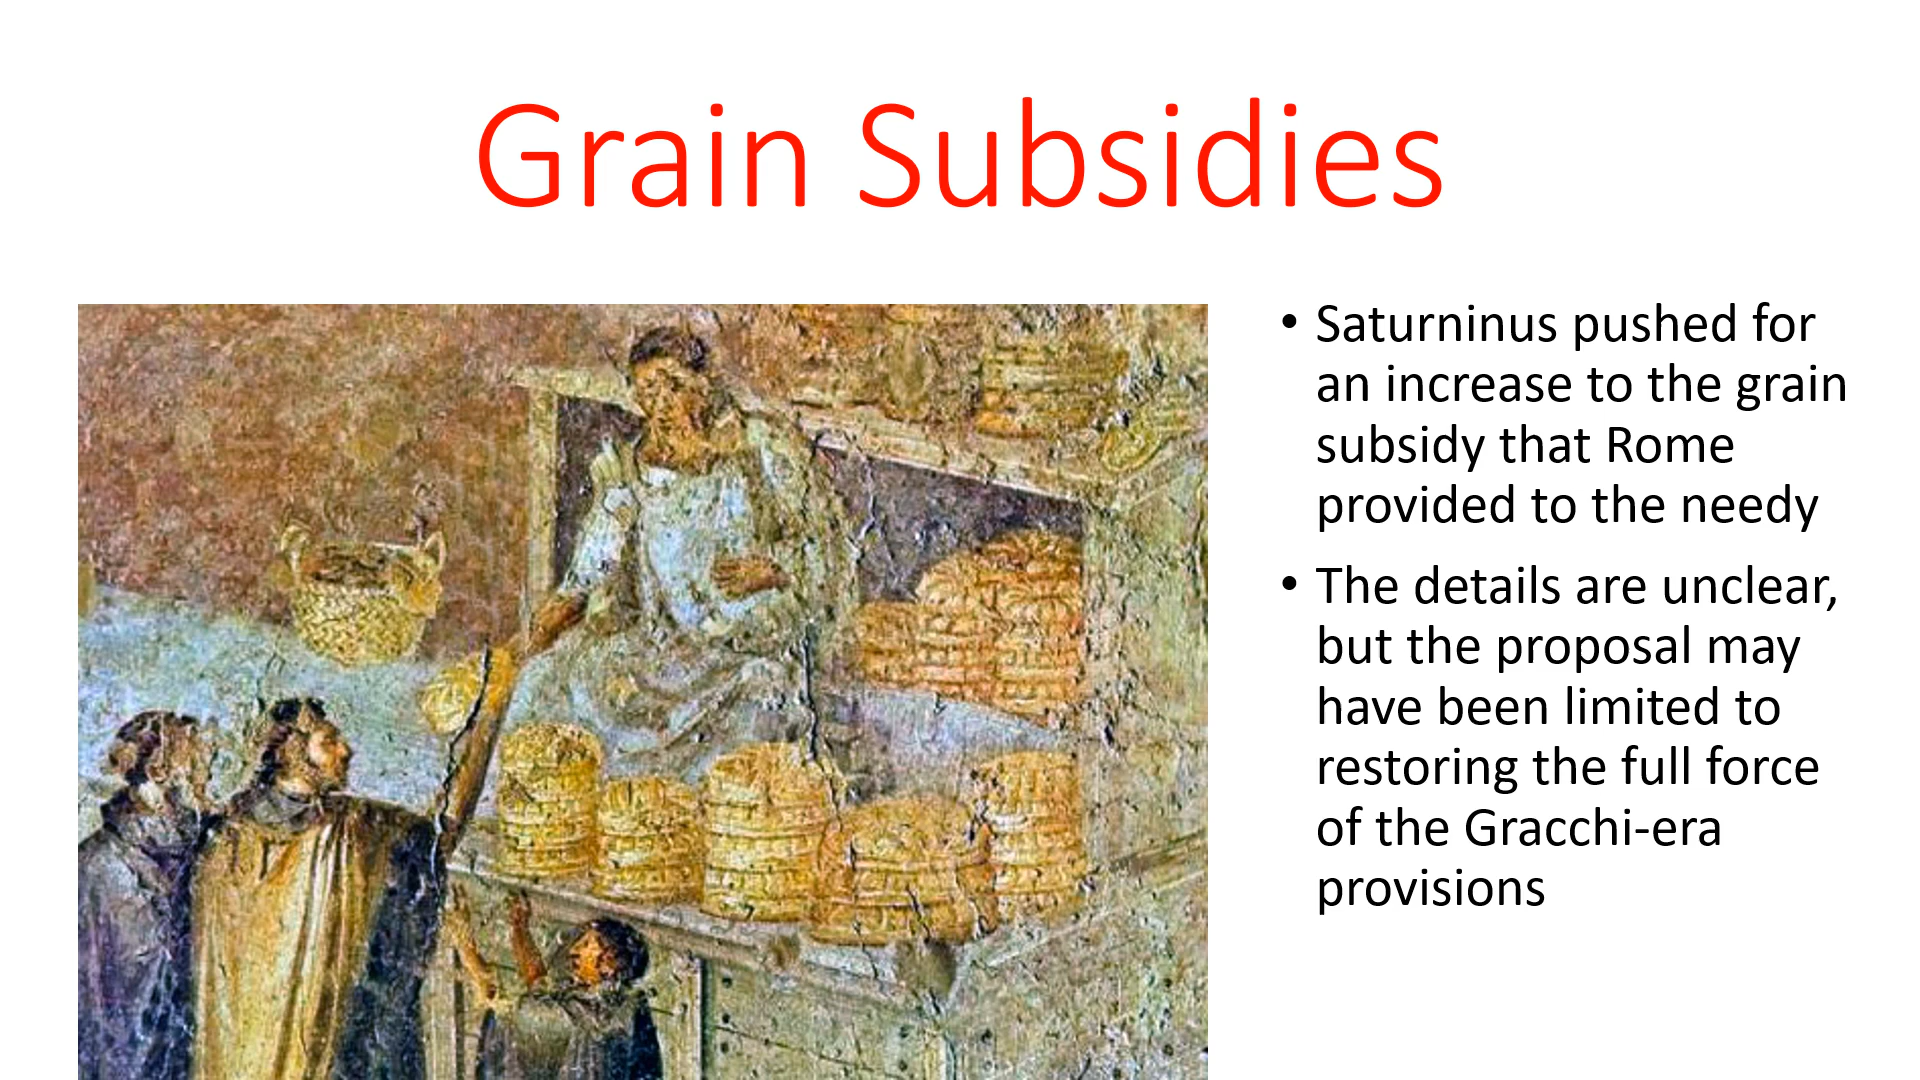 Grain Subsidies
• Saturninus pushed for
an increase to the grain
subsidy that Rome
provided to the needy
• The details are unclear,
but the proposal may
have been limited to
restoring the full force
of the Gracchi-era
provisions